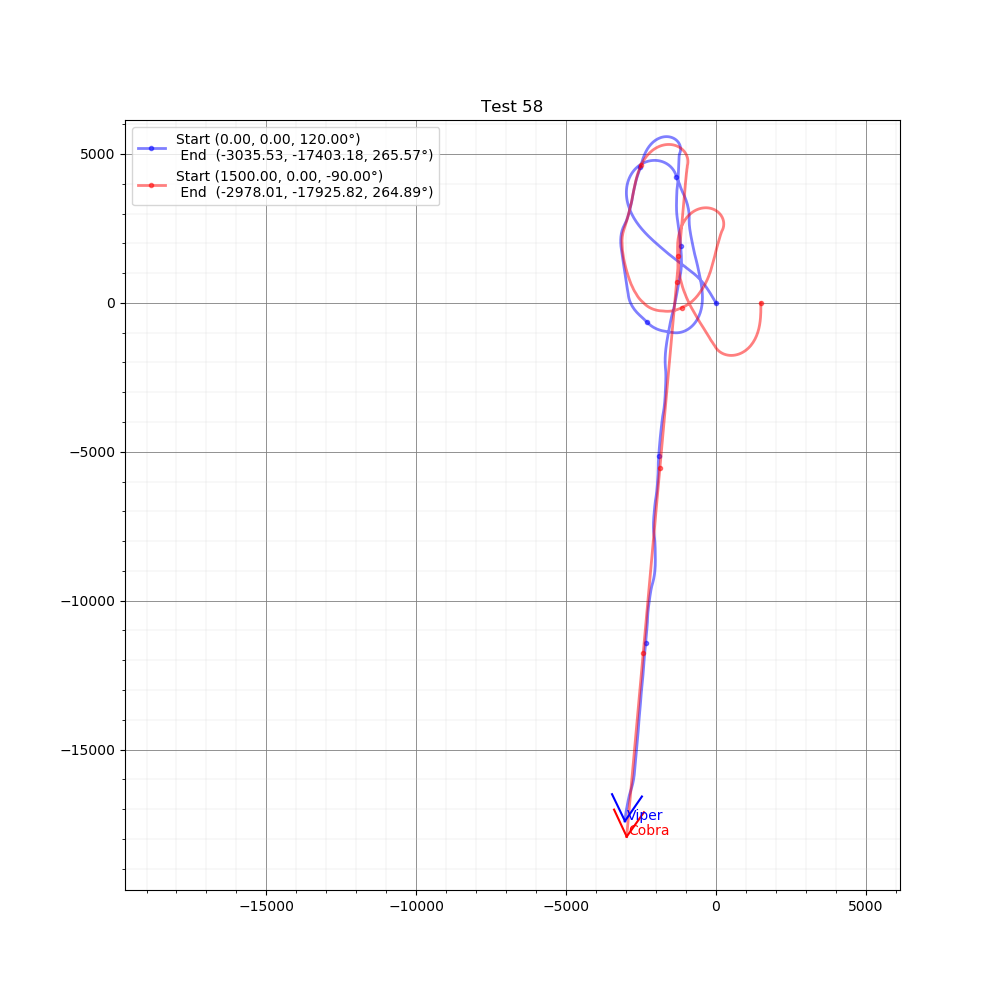 Test 58
Start (0.00, 0.00, 120.00°)
End (-3035.53, -17403.18, 265.57°)
Start (1500.00, 0.00, -90.00°)
End (-2978.01, -17925.82, 264.89°)
5000
0
−5000
−10000
−15000
Viper
Cobra
−15000
−10000
−5000
0
5000